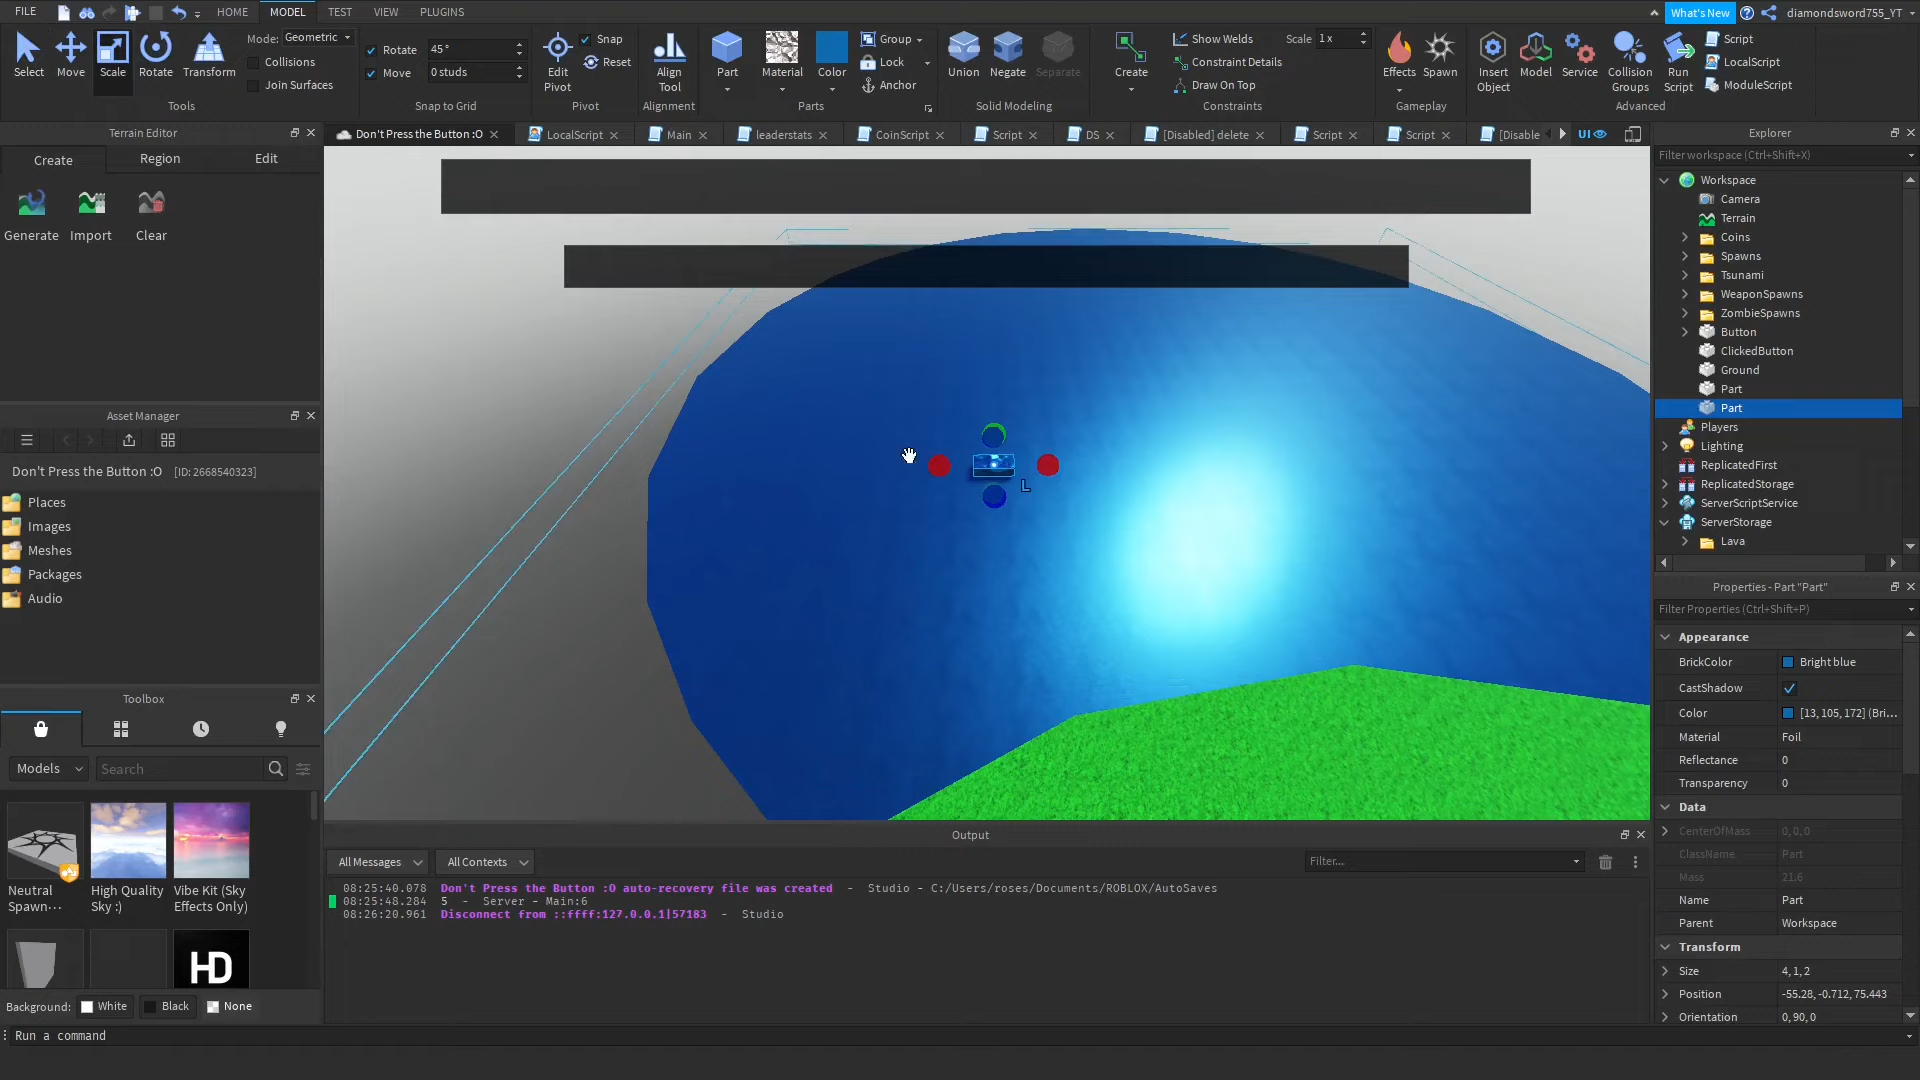 FILE
HOME
MODEL
TEST
VIEW
PLUGINS
What's New
diamondsword755_YT
Select
Move
Scale
Rotate
Transform
Mode: Geometric
Collisions
Join Surfaces
Tools
Rotate 45°
Move 0 studs
Snap to Grid
Edit
Pivot
Snap
Reset
Pivot
Align
Tool
Alignment
Part
Material
Color
Group
Lock
Anchor
Parts
Union
Negate
Separate
Solid Modeling
Create
Show Welds
Scale 1 x
Constraint Details
Draw On Top
Constraints
Effects
Spawn
Gameplay
Insert
Object
Model
Service
Collision
Groups
Run
Script
Script
LocalScript
ModuleScript
Advanced
Terrain Editor
Create
Region
Edit
Generate
Import
Clear
Asset Manager
Don't Press the Button :O [ID: 2668540323]
Places
Images
Meshes
Packages
Audio
Toolbox
Models
Search
Neutral
Spawn...
High Quality
Sky :)
Vibe Kit (Sky
Effects Only)
HD
Background:
White
Black
None
Run a command
Don't Press the Button :O
LocalScript
Main
leaderstats
CoinScript
Script
DS
[Disabled] delete
Script
Script
[Disable
UI
L
Output
All Messages
All Contexts
Filter...
08:25:40.078 Don't Press the Button :O auto-recovery file was created - Studio - C:/Users/roses/Documents/ROBLOX/AutoSaves
08:25:48.284 5 - Server - Main:6
08:26:20.961 Disconnect from ::ffff:127.0.0.1|57183 - Studio
Explorer
Filter workspace (Ctrl+Shift+X)
Workspace
Camera
Terrain
Coins
Spawns
Tsunami
WeaponSpawns
ZombieSpawns
Button
ClickedButton
Ground
Part
Part
Players
Lighting
ReplicatedFirst
ReplicatedStorage
ServerScriptService
ServerStorage
Lava
Properties - Part "Part"
Filter Properties (Ctrl+Shift+P)
Appearance
BrickColor Bright blue
CastShadow
Color [13, 105, 172] (Bri...
Material Foil
Reflectance 0
Transparency 0
Data
CenterOfMass 0, 0, 0
ClassName Part
Mass 21.6
Name Part
Parent Workspace
Transform
Size 4, 1, 2
Position -55.28, -0.712, 75.443
Orientation 0, 90, 0